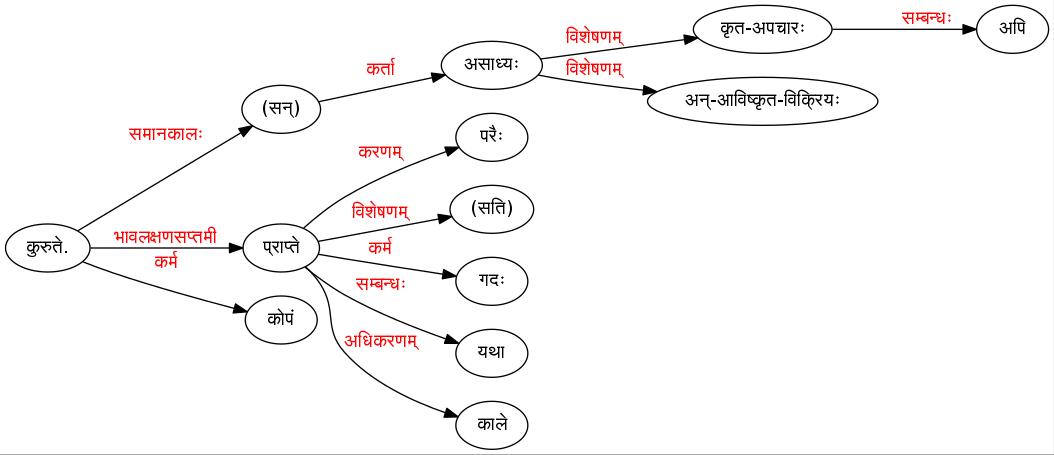 सम्बन्धः
कृत-अपचारः
अपि
विशेषणम्
कर्ता
असाध्यः
विशेषणम्
अन्-आविष्कृत-विक्रियः
(सन्)
समानकालः
परैः
करणम्
विशेषणम्
(सति)
भावलक्षणसप्तमी
कुरुते.
प्राप्ते
कर्म
कर्म
गदः
सम्बन्धः
कोपं
अधिकरणम्
यथा
काले